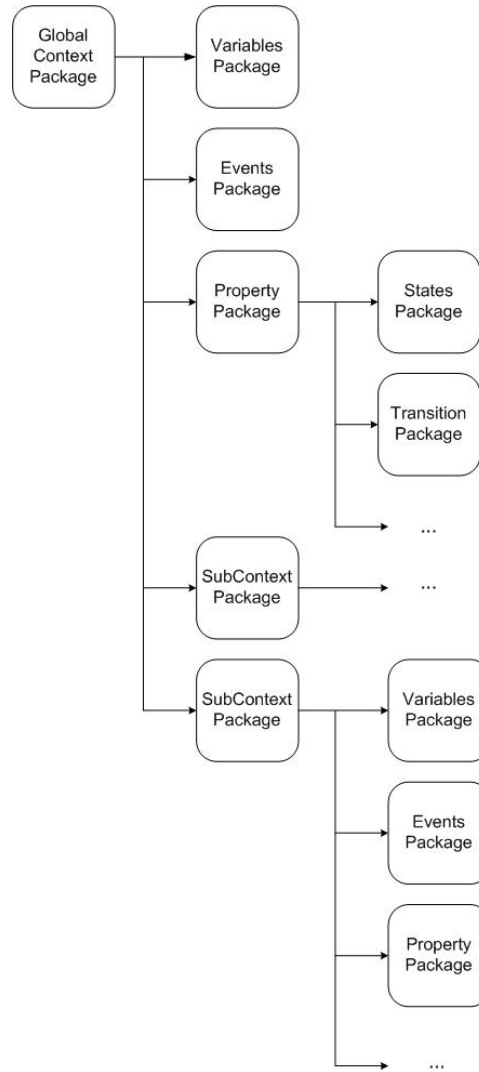 Global
Context
Package
Variables
Package
Events
Package
Property
Package
States
Package
Transition
Package
...
SubContext
Package
...
SubContext
Package
Variables
Package
Events
Package
Property
Package
...